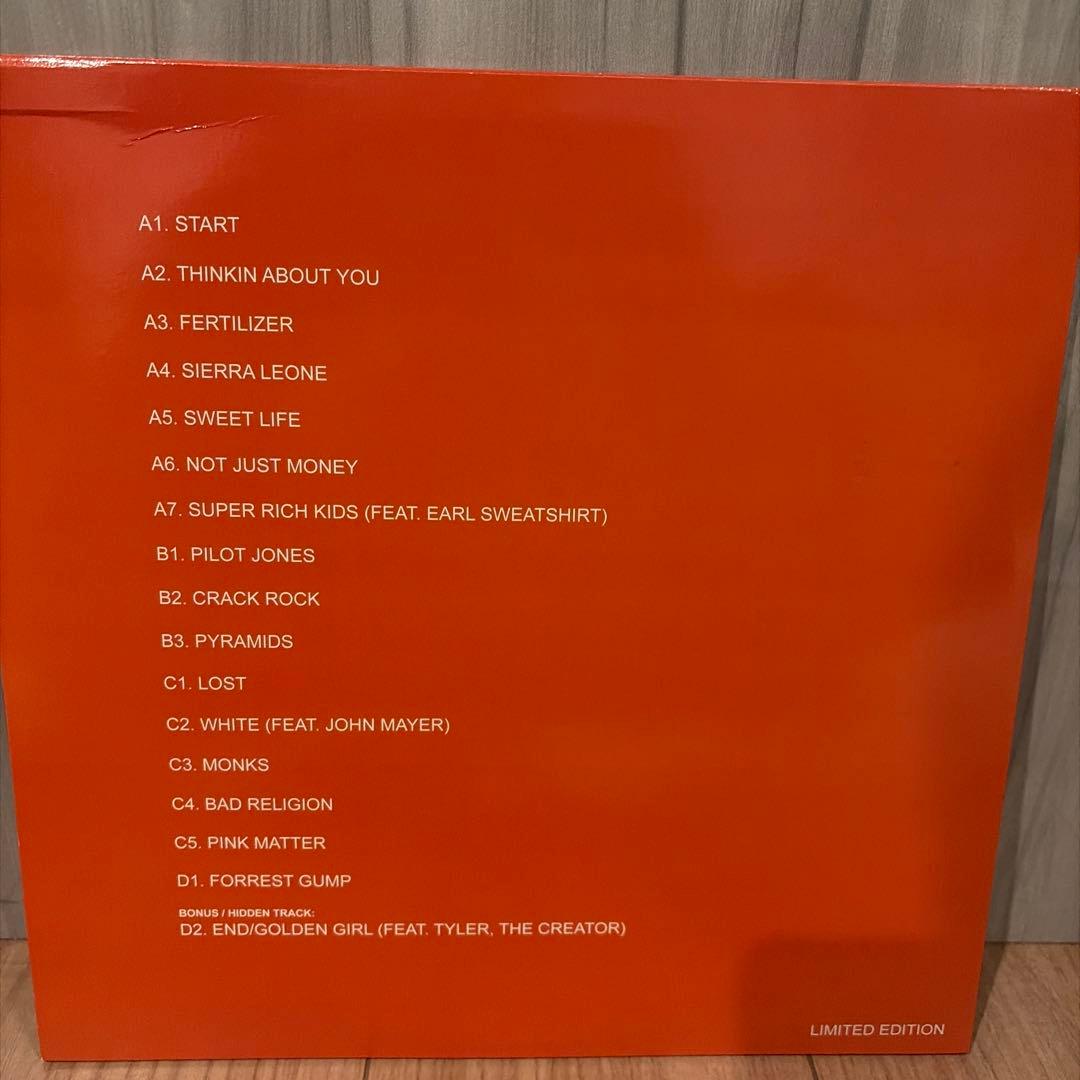 A1. START
A2. THINKIN ABOUT YOU
A3. FERTILIZER
A4. SIERRA LEONE
A5. SWEET LIFE
A6. NOT JUST MONEY
A7. SUPER RICH KIDS (FEAT. EARL SWEATSHIRT)
B1. PILOT JONES
B2. CRACK ROCK
B3. PYRAMIDS
C1. LOST
C2. WHITE (FEAT. JOHN MAYER)
C3. MONKS
C4. BAD RELIGION
C5. PINK MATTER
D1. FORREST GUMP
BONUS / HIDDEN TRACK:
D2. END/GOLDEN GIRL (FEAT. TYLER, THE CREATOR)
LIMITED EDITION